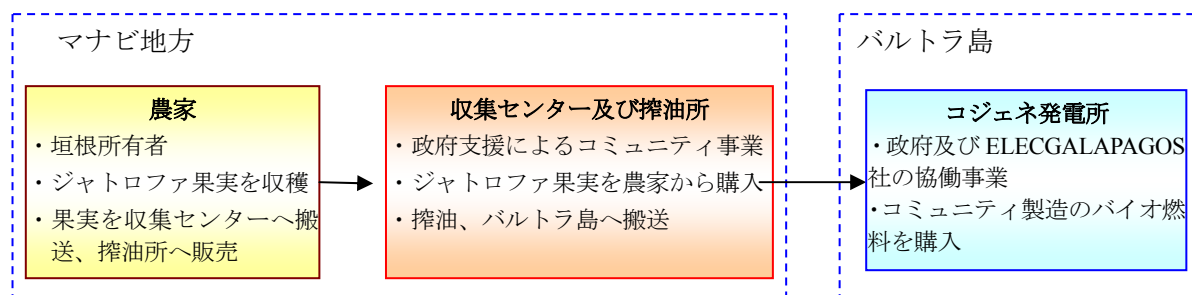 マナビ地方
農家
・垣根所有者
・ジャトロファ果実を収穫
・果実を収集センターへ搬
送、搾油所へ販売
収集センター及び搾油所
・政府支援によるコミュニティ事業
・ジャトロファ果実を農家から購入
・搾油、バルトラ島へ搬送
バルトラ島
コジェネ発電所
・政府及び ELECGALAPAGOS
社の協働事業
・コミュニティ製造のバイオ燃
料を購入